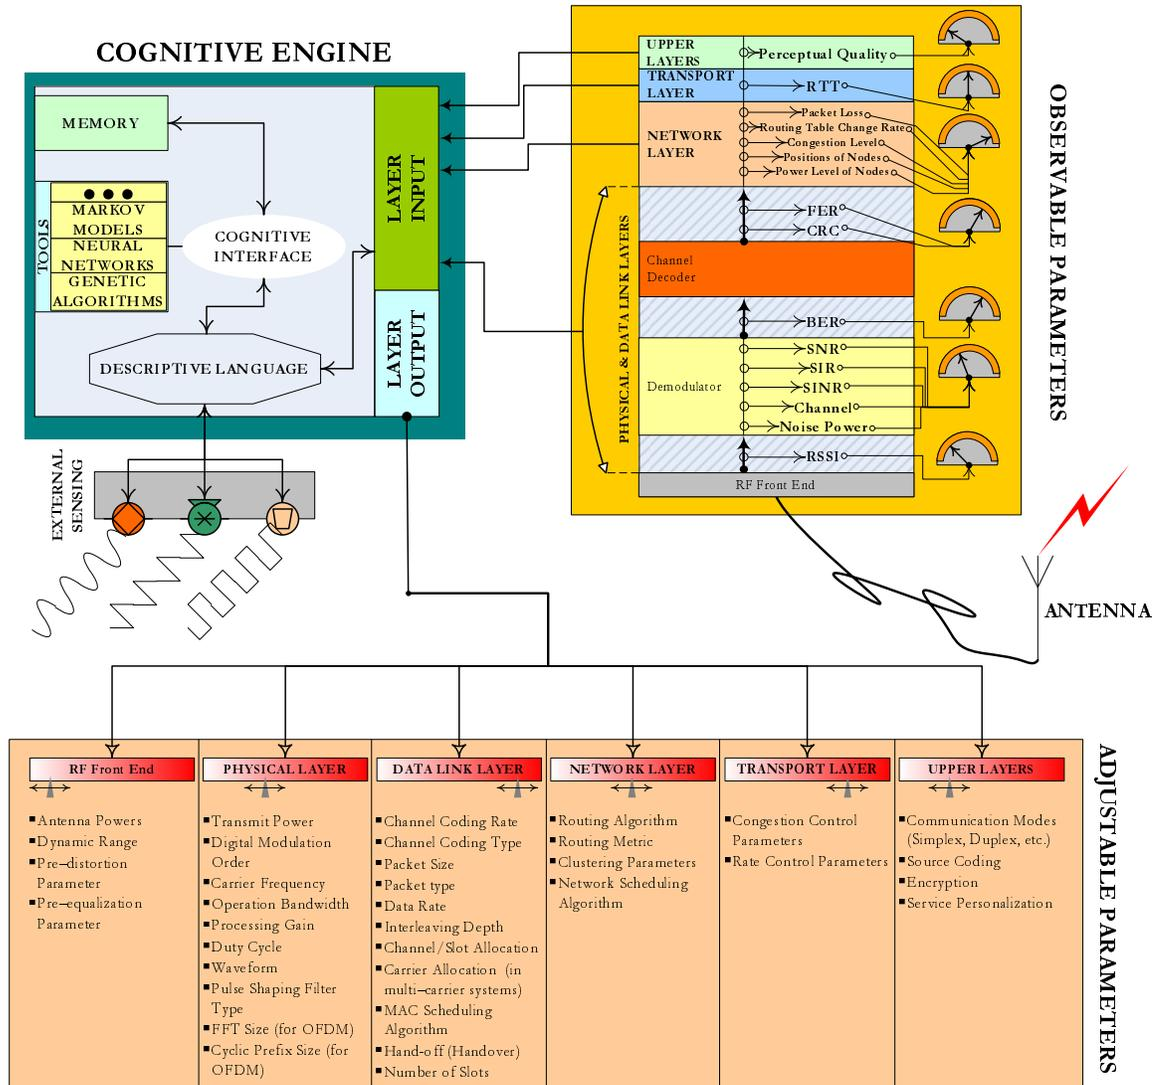 COGNITIVE ENGINE
MEMORY
TOOLS
MARKOV
MODELS
NEURAL
NETWORKS
GENETIC
ALGORITHMS
COGNITIVE
INTERFACE
DESCRIPTIVE LANGUAGE
LAYER
INPUT
LAYER
OUTPUT
EXTERNAL
SENSING
UPPER
LAYERS
Perceptual Quality
TRANSPORT
LAYER
RTT
NETWORK
LAYER
Packet Loss
Routing Table Change Rate
Congestion Level
Positions of Nodes
Power Level of Nodes
PHYSICAL & DATA LINK LAYERS
FER
CRC
Channel
Decoder
BER
Demodulator
SNR
SIR
SINR
Channel
Noise Power
RSSI
RF Front End
OBSERVABLE PARAMETERS
ANTENNA
RF Front End
▪Antenna Powers
▪Dynamic Range
▪Pre–distortion
Parameter
▪Pre–equalization
Parameter
PHYSICAL LAYER
▪Transmit Power
▪Digital Modulation
Order
▪Carrier Frequency
▪Operation Bandwidth
▪Processing Gain
▪Duty Cycle
▪Waveform
▪Pulse Shaping Filter
Type
▪FFT Size (for OFDM)
▪Cyclic Prefix Size (for
OFDM)
DATA LINK LAYER
▪Channel Coding Rate
▪Channel Coding Type
▪Packet Size
▪Packet type
▪Data Rate
▪Interleaving Depth
▪Channel/Slot Allocation
▪Carrier Allocation (in
multi–carrier systems)
▪MAC Scheduling
Algorithm
▪Hand-off (Handover)
▪Number of Slots
NETWORK LAYER
▪Routing Algorithm
▪Routing Metric
▪Clustering Parameters
▪Network Scheduling
Algorithm
TRANSPORT LAYER
▪Congestion Control
Parameters
▪Rate Control Parameters
UPPER LAYERS
▪Communication Modes
(Simplex, Duplex, etc.)
▪Source Coding
▪Encryption
▪Service Personalization
ADJUSTABLE PARAMETERS